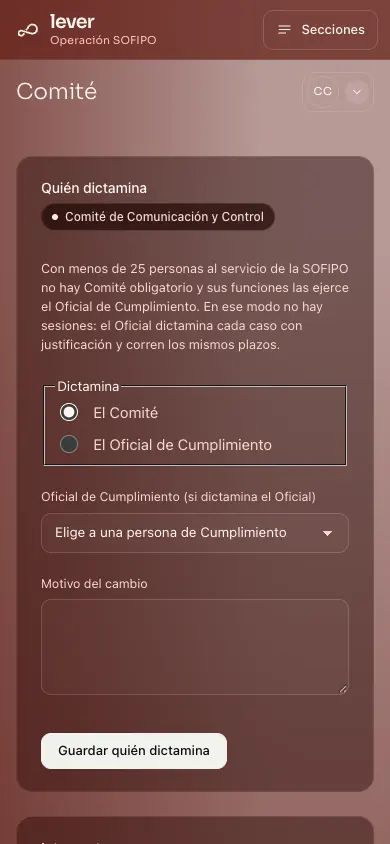 lever
Operación SOFIPO
Secciones
Comité
CC
Quién dictamina
Comité de Comunicación y Control
Con menos de 25 personas al servicio de la SOFIPO
no hay Comité obligatorio y sus funciones las ejerce
el Oficial de Cumplimiento. En ese modo no hay
sesiones: el Oficial dictamina cada caso con
justificación y corren los mismos plazos.
Dictamina
El Comité
El Oficial de Cumplimiento
Oficial de Cumplimiento (si dictamina el Oficial)
Elige a una persona de Cumplimiento
Motivo del cambio
Guardar quién dictamina